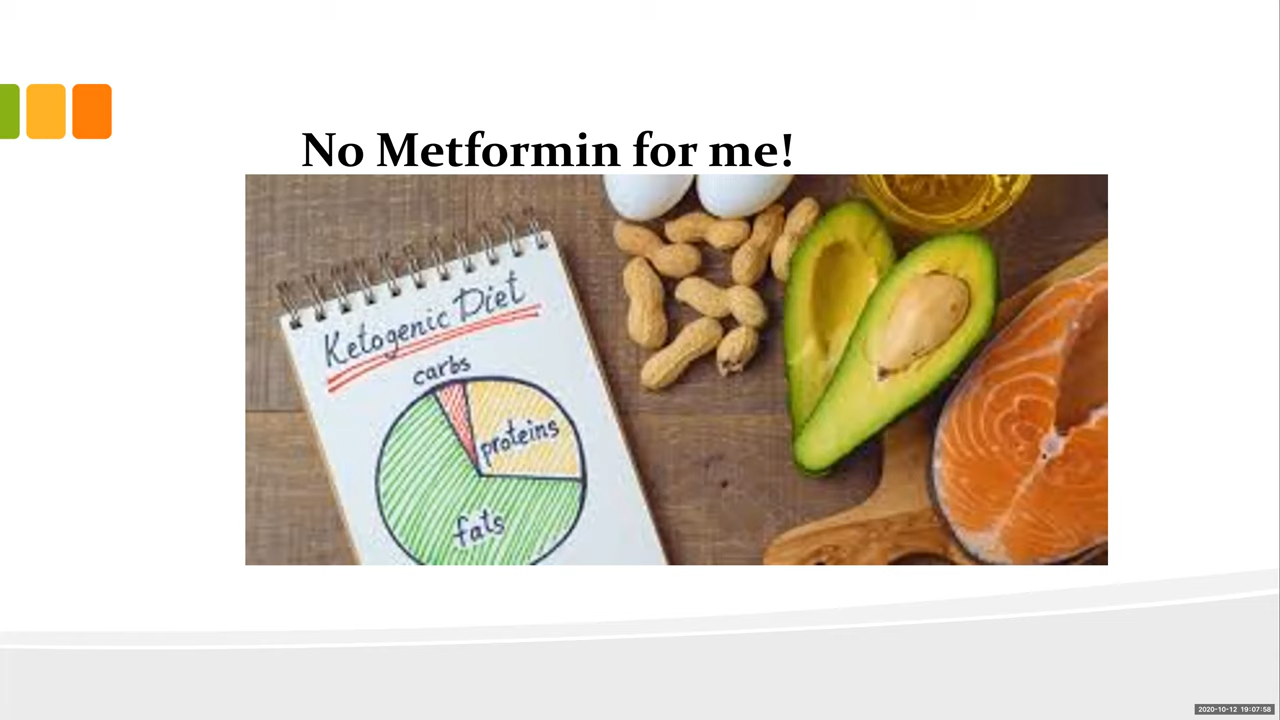 No Metformin for me!
Ketogenic Diet
carbs
proteins
fats
2020-10-12 19:07:58